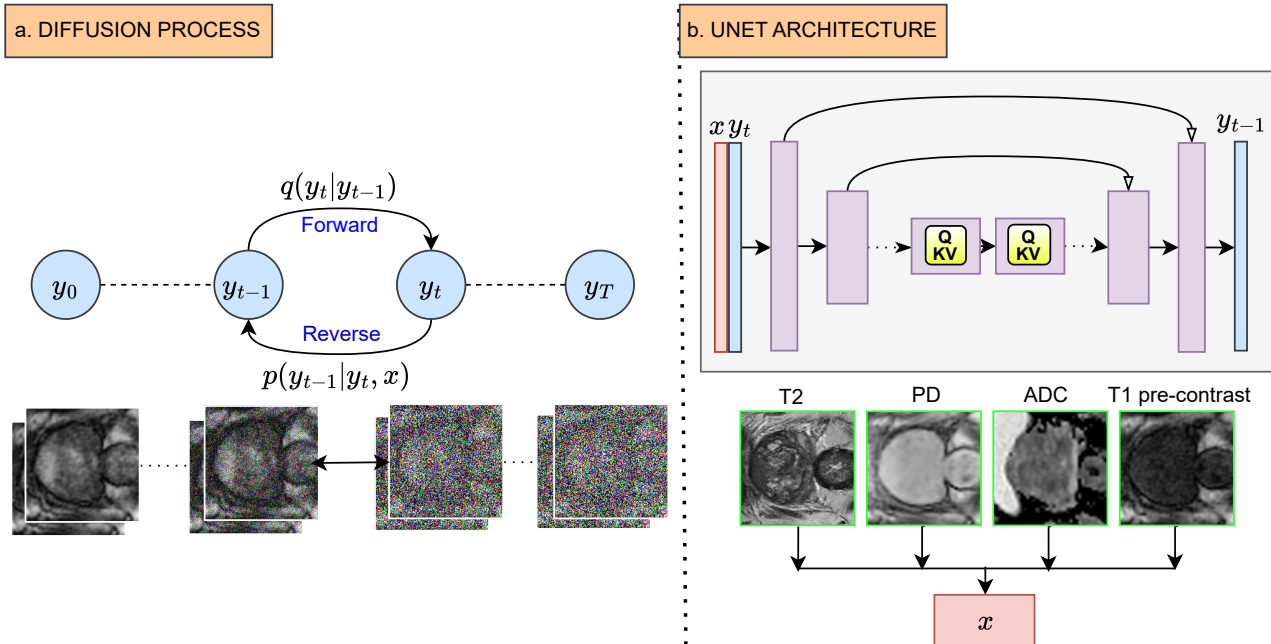 a. DIFFUSION PROCESS
q(y_t|y_{t-1})
Forward
y_0
y_{t-1}
y_t
y_T
Reverse
p(y_{t-1}|y_t, x)
b. UNET ARCHITECTURE
x y_t
y_{t-1}
Q
KV
Q
KV
T2
PD
ADC
T1 pre-contrast
x